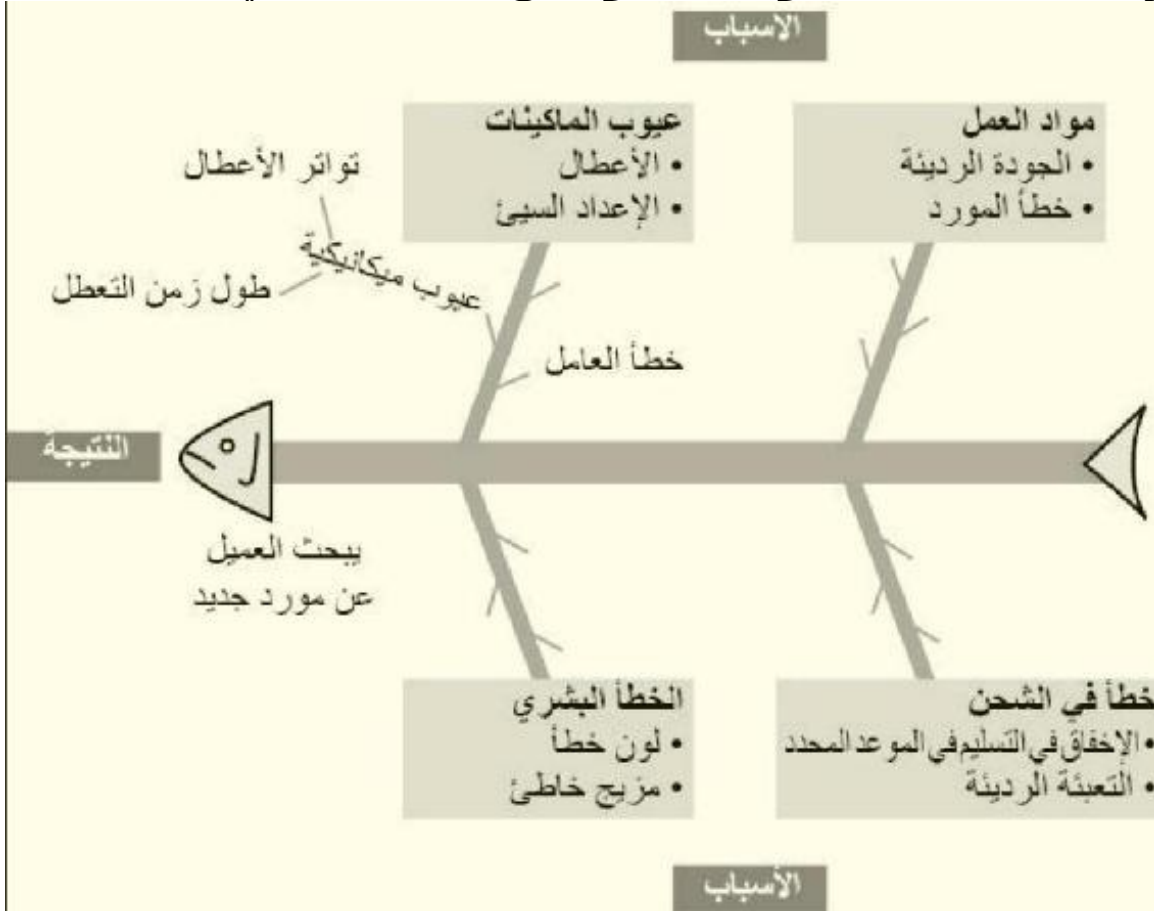 الأسباب
مواد العمل
• الجودة الرديئة
• خطأ المورد
عيوب الماكينات
• الأعطال
• الإعداد السيئ
تواتر الأعطال
عيوب ميكانيكية
طول زمن التعطل
خطأ العامل
النتيجة
يبحث العميل
عن مورد جديد
خطأ في الشحن
• الإخفاق في التسليم في الموعد المحدد
• التعبئة الرديئة
الخطأ البشري
• لون خطأ
• مزيج خاطئ
الأسباب